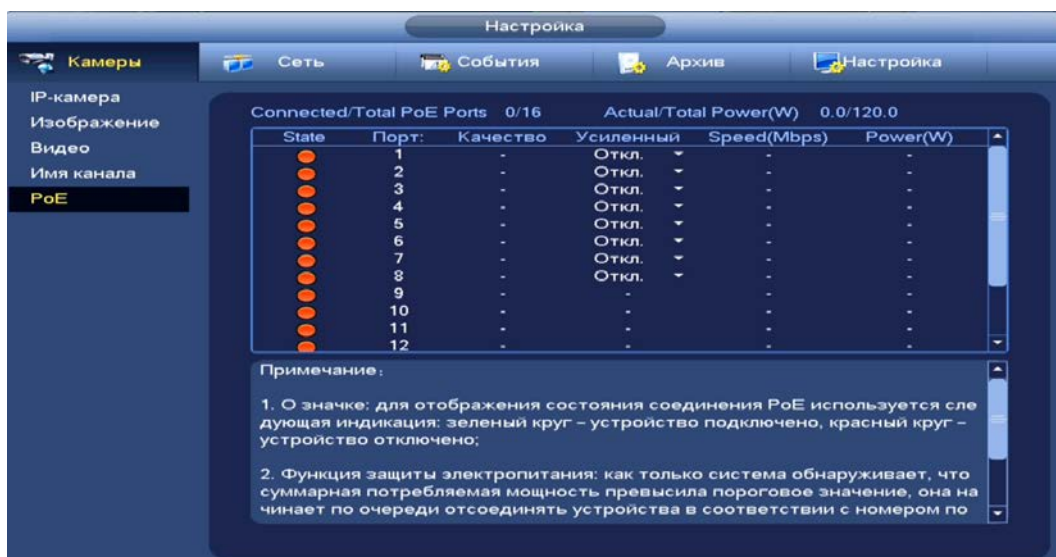 Настройка
Камеры Сеть События Архив Настройка
IP-камера
Изображение
Видео
Имя канала
PoE
Connected/Total PoE Ports 0/16 Actual/Total Power(W) 0.0/120.0
State Порт: Качество Усиленный Speed(Mbps) Power(W)
1 - Откл. - -
2 - Откл. - -
3 - Откл. - -
4 - Откл. - -
5 - Откл. - -
6 - Откл. - -
7 - Откл. - -
8 - Откл. - -
9 - - - -
10 - - - -
11 - - - -
12 - - - -
Примечание:
1. О значке: для отображения состояния соединения PoE используется сле
дующая индикация: зеленый круг – устройство подключено, красный круг –
устройство отключено;
2. Функция защиты электропитания: как только система обнаруживает, что
суммарная потребляемая мощность превысила пороговое значение, она на
чинает по очереди отсоединять устройства в соответствии с номером по